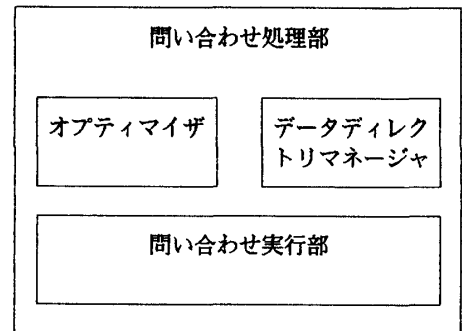 問い合わせ処理部
オプティマイザ
データディレク
トリマネージャ
問い合わせ実行部